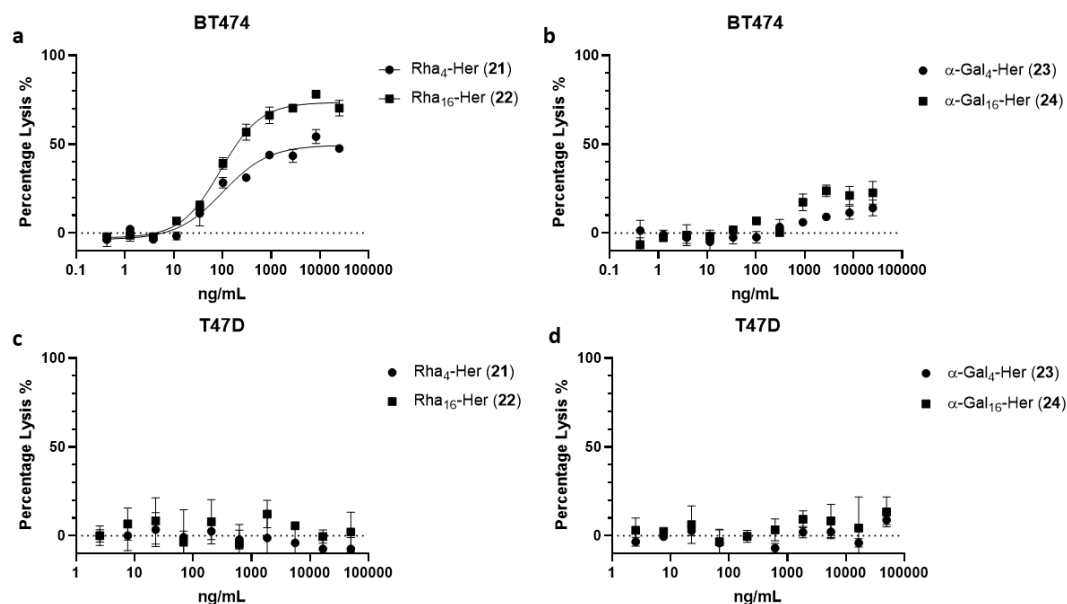 a
BT474
Percentage Lysis %
100
50
0
0.1 1 10 100 1000 10000 100000
ng/mL
Rha4-Her (21)
Rha16-Her (22)
b
BT474
Percentage Lysis %
100
50
0
0.1 1 10 100 1000 10000 100000
ng/mL
α-Gal4-Her (23)
α-Gal16-Her (24)
c
T47D
Percentage Lysis %
100
50
0
1 10 100 1000 10000 100000
ng/mL
Rha4-Her (21)
Rha16-Her (22)
d
T47D
Percentage Lysis %
100
50
0
1 10 100 1000 10000 100000
ng/mL
α-Gal4-Her (23)
α-Gal16-Her (24)